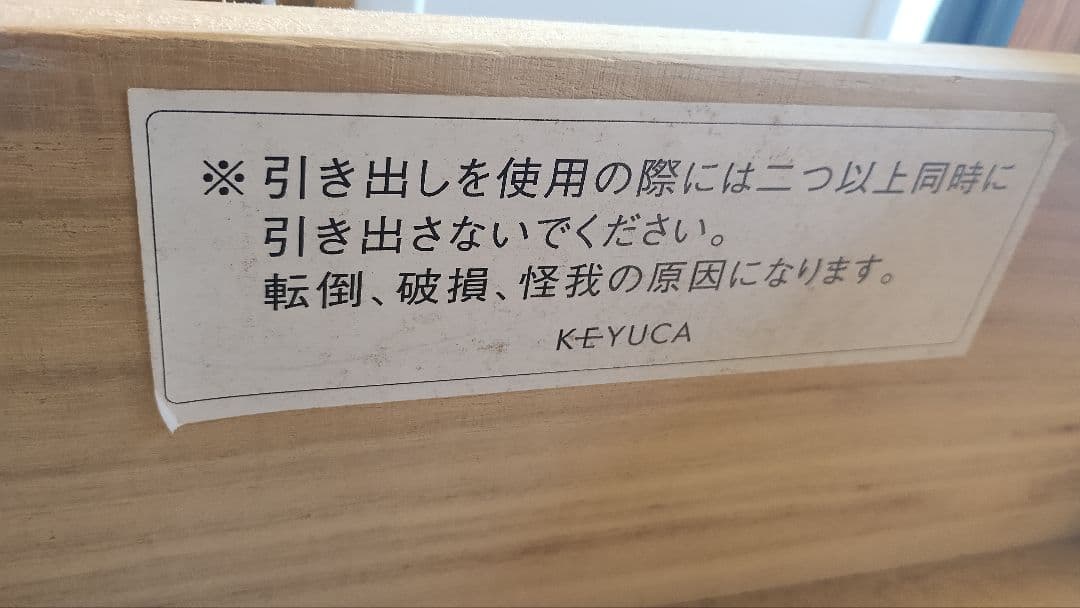 ※引き出しを使用の際には二つ以上同時に
引き出さないでください。
転倒、破損、怪我の原因になります。
KEYUCA